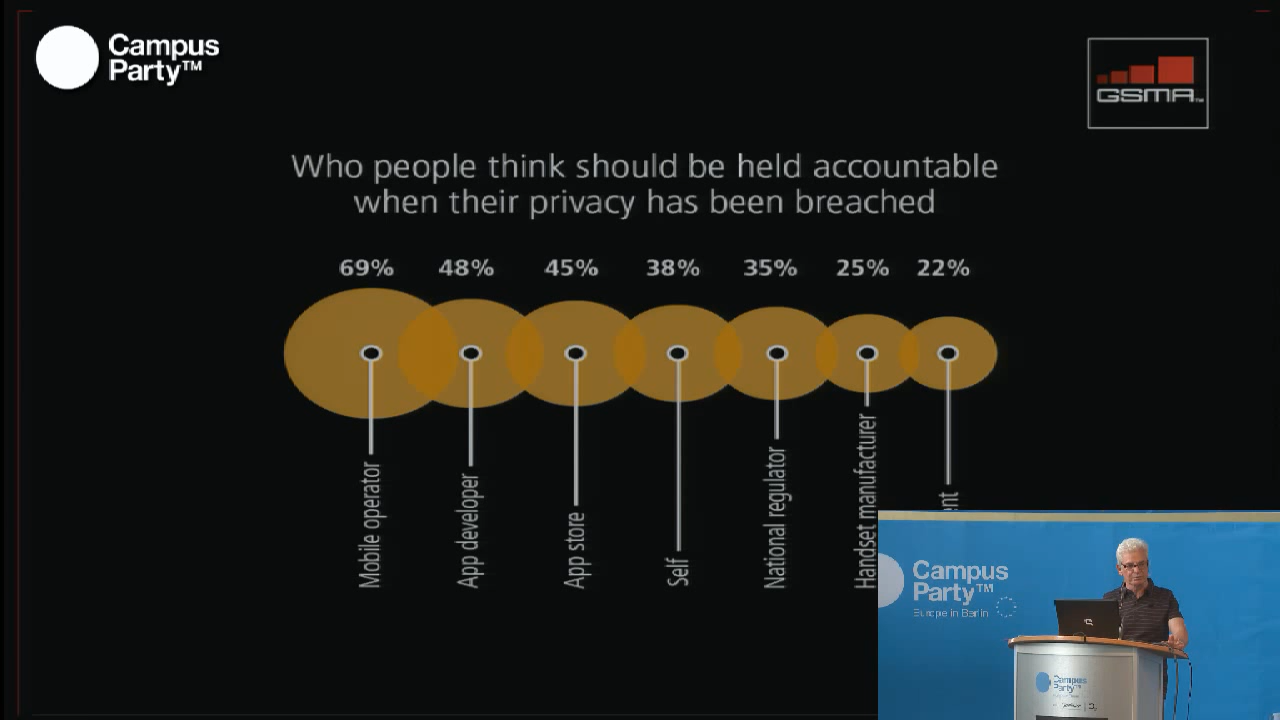 Campus
Party™
GSMA™
Who people think should be held accountable
when their privacy has been breached
69% 48% 45% 38% 35% 25% 22%
Mobile operator
App developer
App store
Self
National regulator
Handset manufacturer
Campus
Party™
Europe in Berlin
Campus
Party™